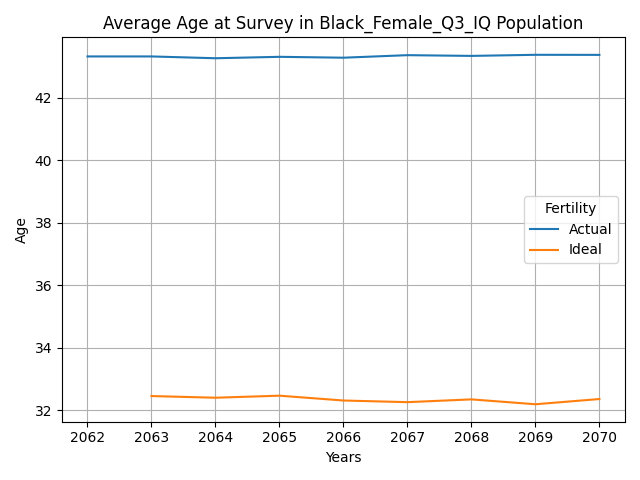 Average Age at Survey in Black_Female_Q3_IQ Population
Age
42
40
38
36
34
32
Fertility
Actual
Ideal
2062 2063 2064 2065 2066 2067 2068 2069 2070
Years